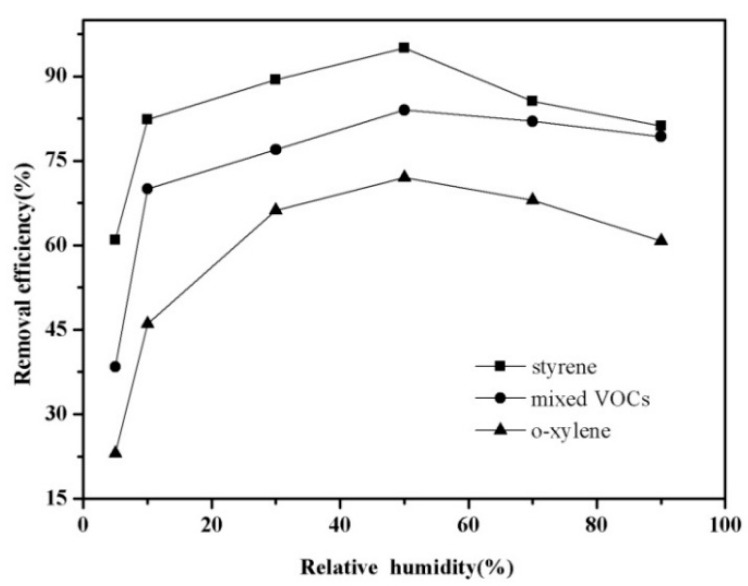 Removal efficiency(%)
90
75
60
45
30
15
styrene
mixed VOCs
o-xylene
0 20 40 60 80 100
Relative humidity(%)